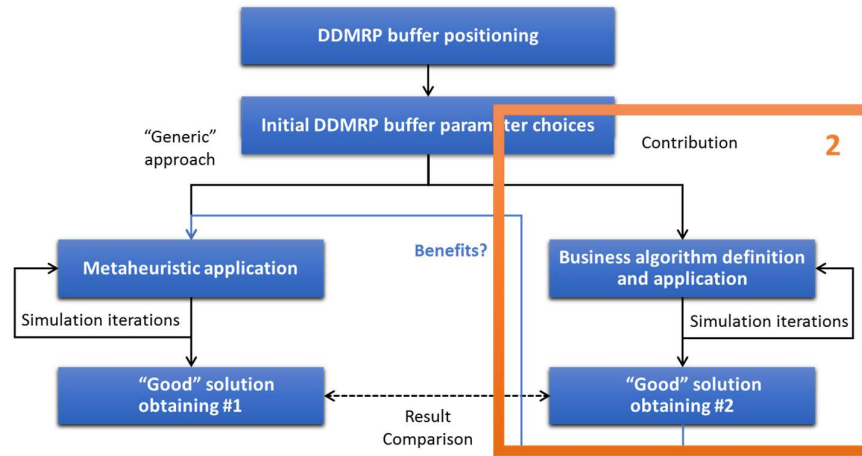 DDMRP buffer positioning
Initial DDMRP buffer parameter choices
“Generic”
approach
Contribution
2
Benefits?
Metaheuristic application
Business algorithm definition
and application
Simulation iterations
Simulation iterations
“Good” solution
obtaining #1
“Good” solution
obtaining #2
Result
Comparison